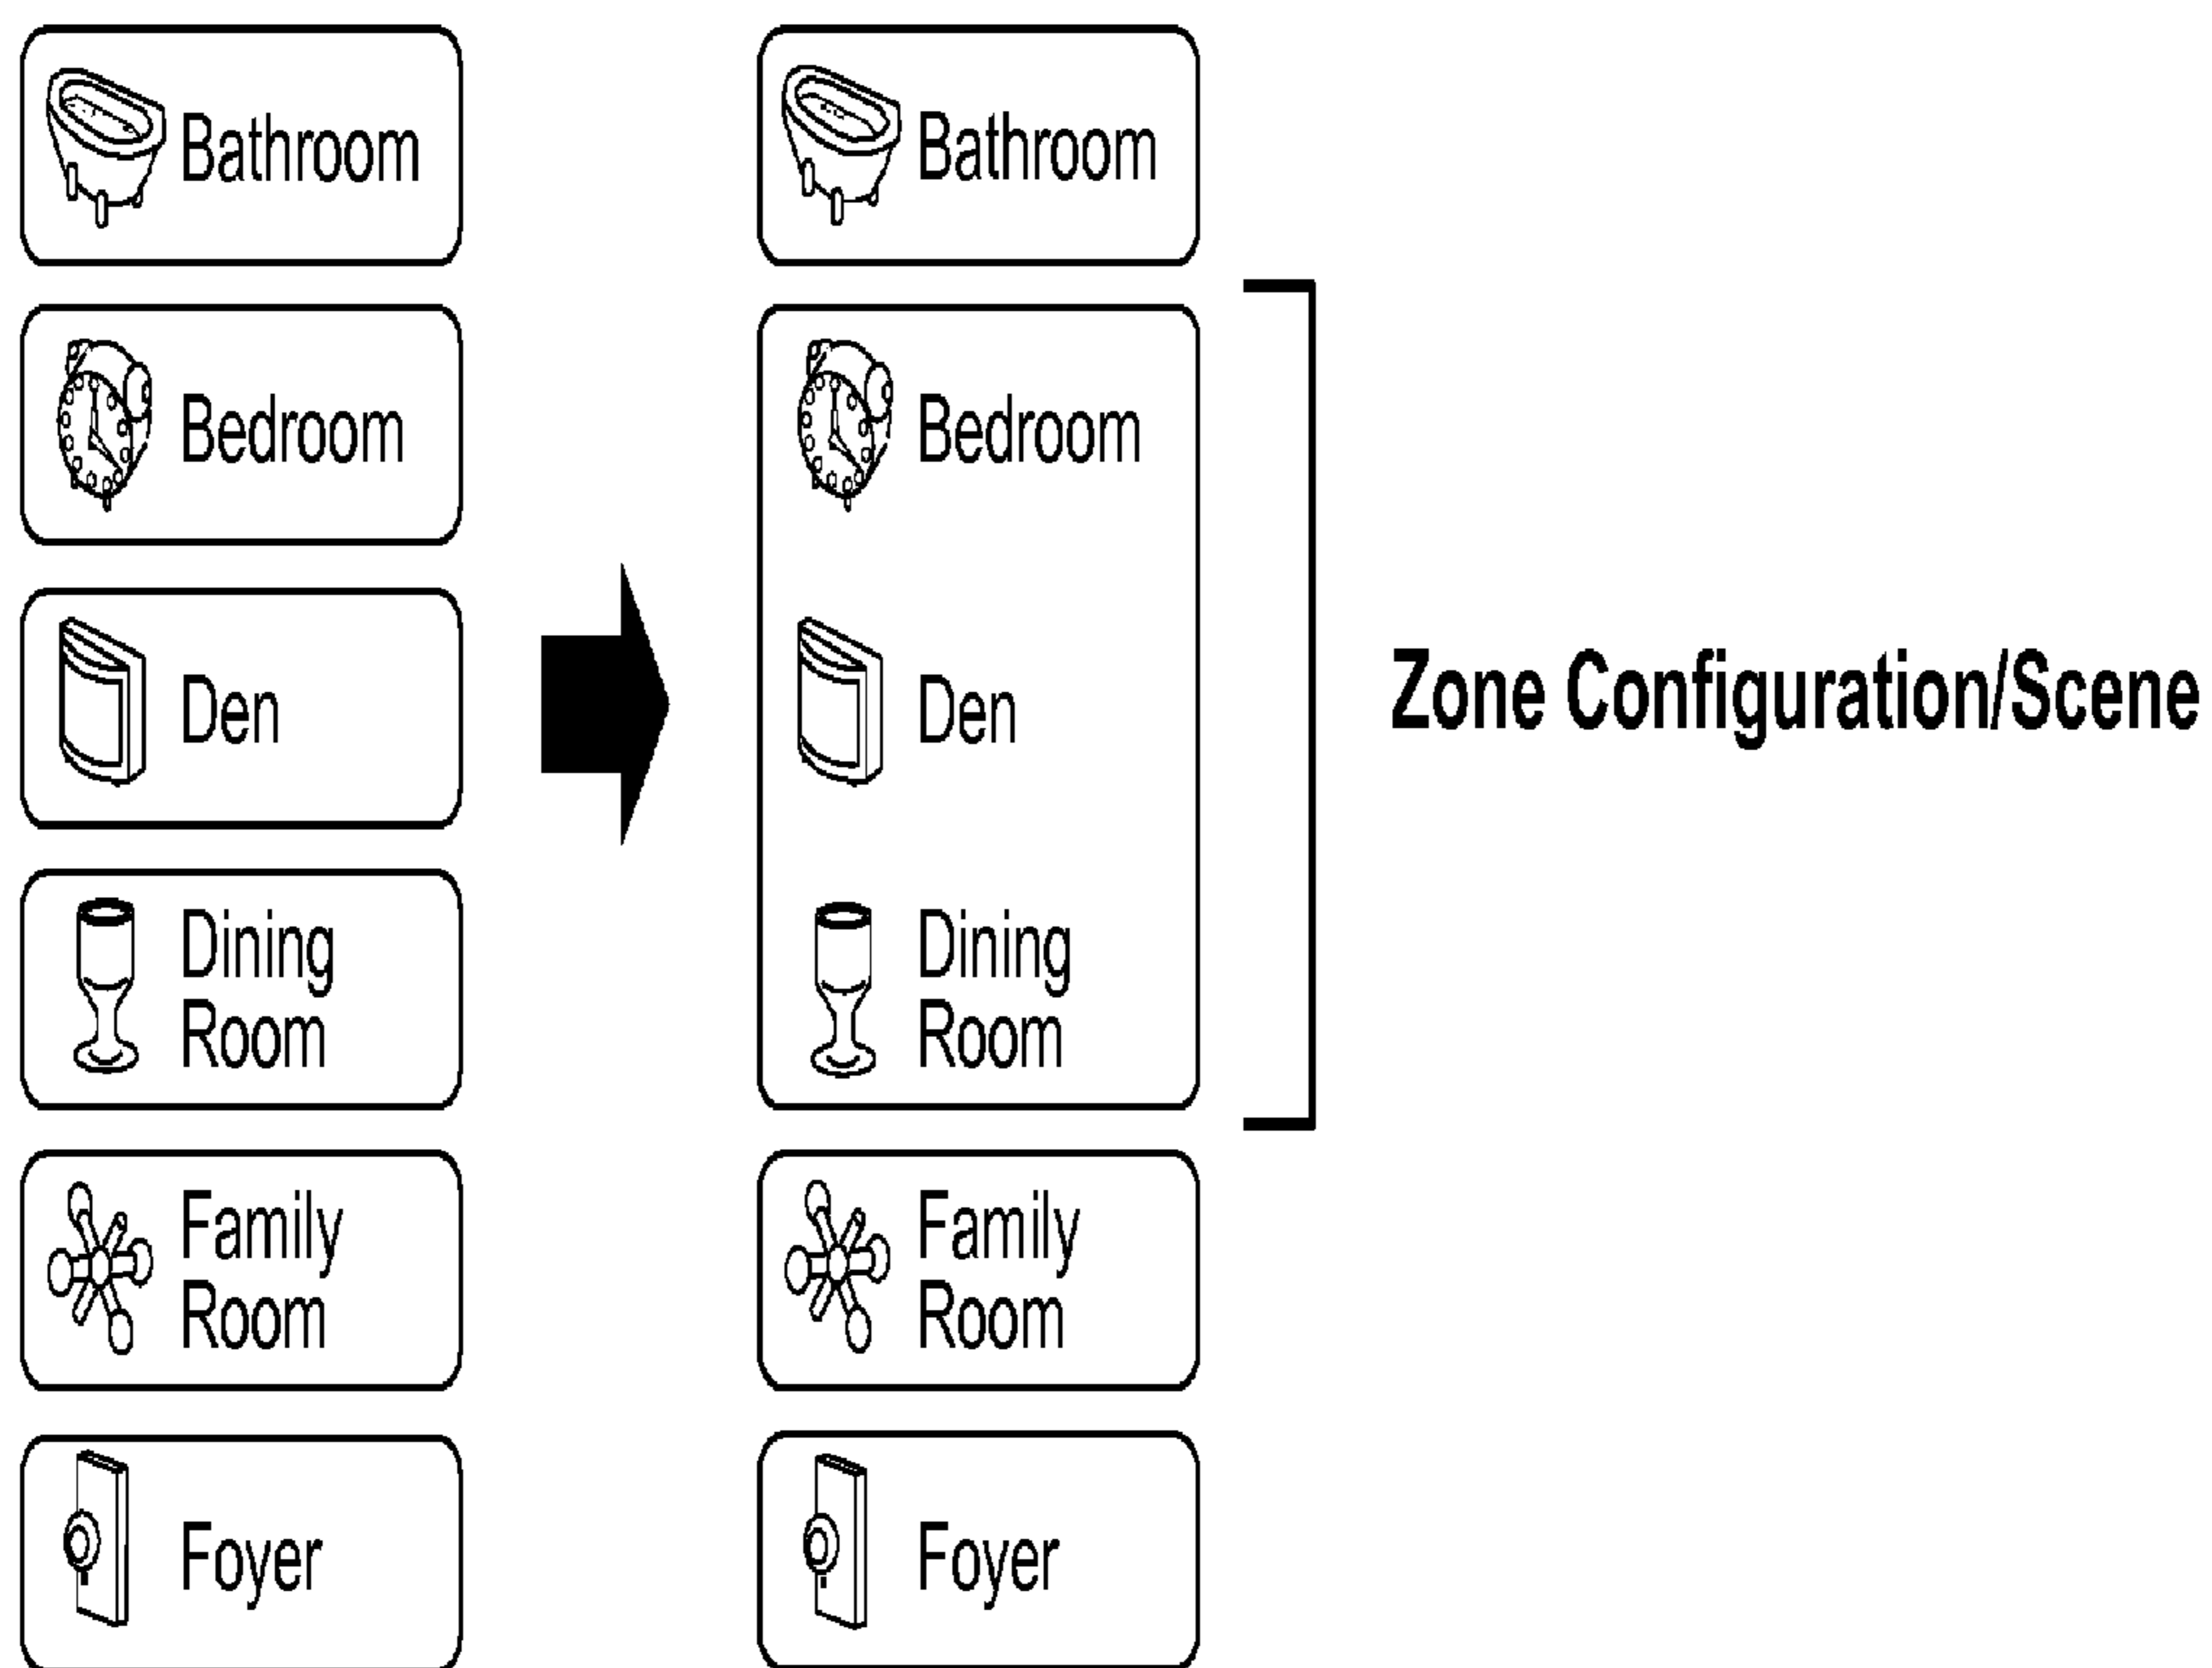 Bathroom
Bedroom
Den
Dining
Room
Family
Room
Foyer
Bathroom
Bedroom
Den
Dining
Room
Family
Room
Foyer
Zone Configuration/Scene